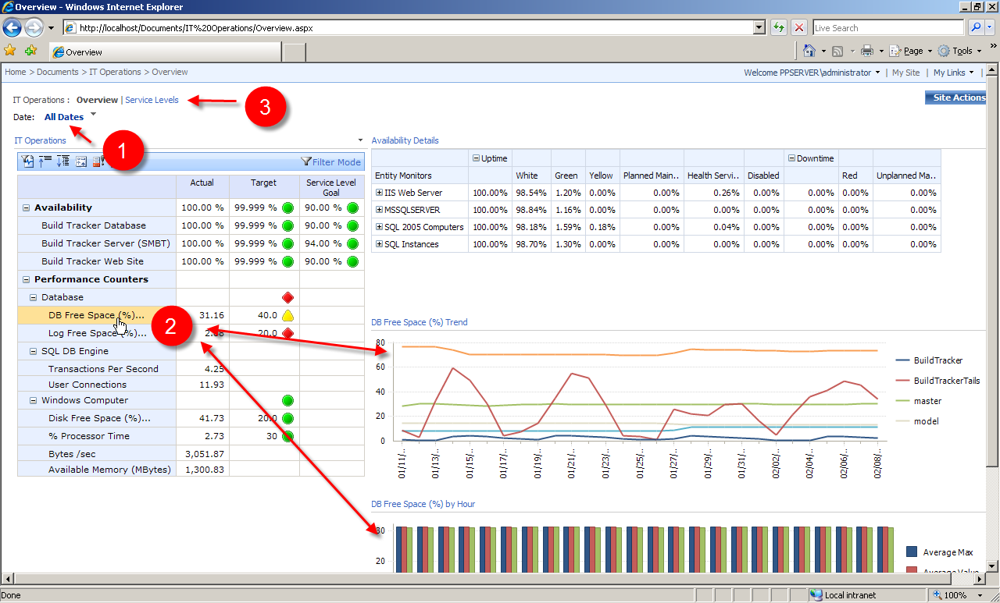 Overview - Windows Internet Explorer
http://localhost/Documents/IT%20Operations/Overview.aspx
Live Search
Overview
Page
Tools
»
Home > Documents > IT Operations > Overview
Welcome PPSERVER\administrator | My Site | My Links |
IT Operations : Overview | Service Levels
3
Site Actions
Date: All Dates
1
IT Operations
Filter Mode
Actual Target Service Level Goal
Availability 100.00 % 99.999 % 90.00 %
Build Tracker Database 100.00 % 99.999 % 90.00 %
Build Tracker Server (SMBT) 100.00 % 99.999 % 94.00 %
Build Tracker Web Site 100.00 % 99.999 % 90.00 %
Performance Counters
Database
DB Free Space (%)... 31.16 40.0
2
Log Free Space (%)... 20.0
SQL DB Engine
Transactions Per Second 4.25
User Connections 11.93
Windows Computer
Disk Free Space (%)... 41.73 20.0
% Processor Time 2.73 30
Bytes /sec 3,051.87
Available Memory (MBytes) 1,300.83
Availability Details
Uptime Downtime
Entity Monitors White Green Yellow Planned Main.. Health Servi.. Disabled Red Unplanned Ma..
IIS Web Server 100.00% 98.54% 1.20% 0.00% 0.00% 0.26% 0.00% 0.00% 0.00% 0.00%
MSSQLSERVER 100.00% 98.84% 1.16% 0.00% 0.00% 0.00% 0.00% 0.00% 0.00% 0.00%
SQL 2005 Computers 100.00% 98.18% 1.59% 0.18% 0.00% 0.04% 0.00% 0.00% 0.00% 0.00%
SQL Instances 100.00% 98.70% 1.30% 0.00% 0.00% 0.00% 0.00% 0.00% 0.00% 0.00%
DB Free Space (%) Trend
80
60
40
20
0
01/11/.. 01/13/.. 01/15/.. 01/17/.. 01/19/.. 01/21/.. 01/23/.. 01/25/.. 01/27/.. 01/29/.. 01/31/.. 02/02/.. 02/04/.. 02/06/.. 02/08/..
BuildTracker
BuildTrackerTails
master
model
DB Free Space (%) by Hour
30
20
Average Max
Average Value
Done
Local intranet
100%